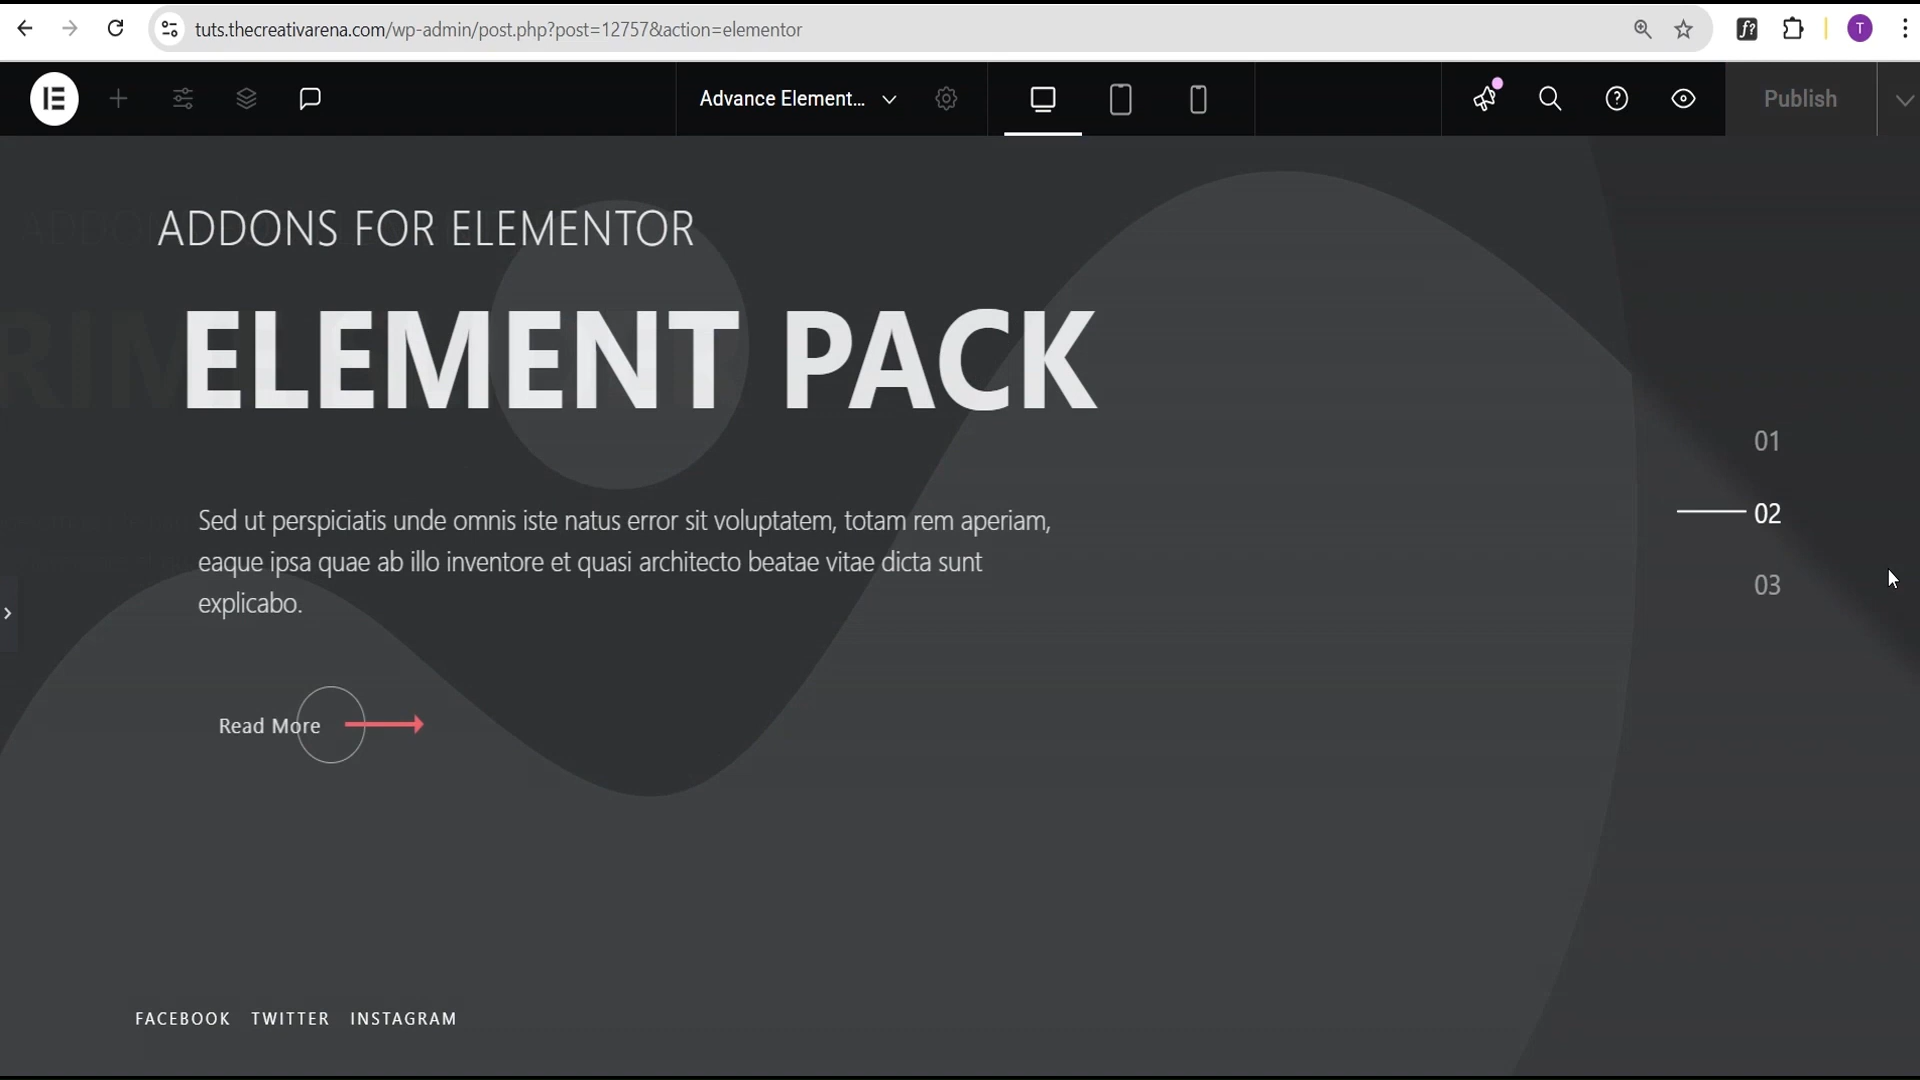 tuts.thecreativarena.com/wp-admin/post.php?post=12757&action=elementor
T
Advance Element...
Publish
ADDONS FOR ELEMENTOR
ELEMENT PACK
Sed ut perspiciatis unde omnis iste natus error sit voluptatem, totam rem aperiam,
eaque ipsa quae ab illo inventore et quasi architecto beatae vitae dicta sunt
explicabo.
01
02
03
Read More
FACEBOOK TWITTER INSTAGRAM